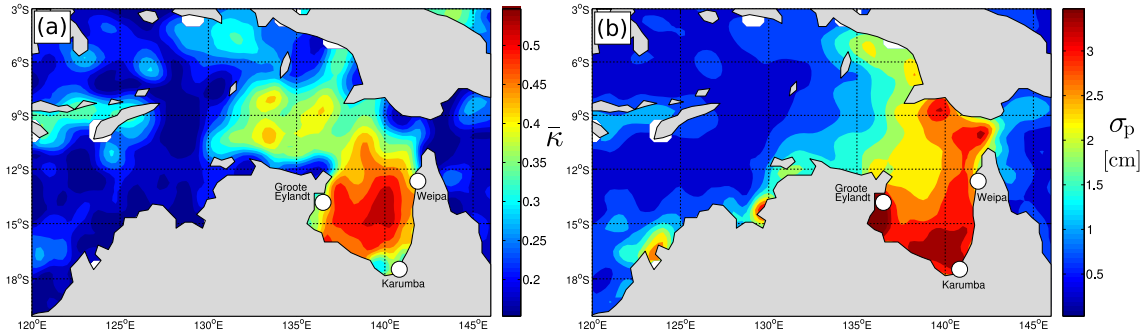 (a)
3°S
6°S
9°S
12°S
15°S
18°S
120°E
125°E
130°E
135°E
140°E
145°E
Groote
Eylandt
Weipa
Karumba
0.5
0.45
0.4
0.35
0.3
0.25
0.2
κ̄
(b)
3°S
6°S
9°S
12°S
15°S
18°S
120°E
125°E
130°E
135°E
140°E
145°E
Groote
Eylandt
Weipa
Karumba
3
2.5
2
1.5
1
0.5
σp
[cm]